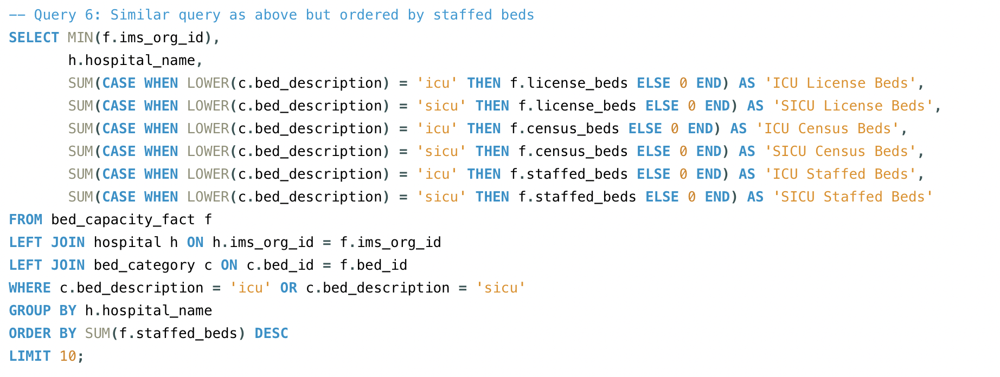 -- Query 6: Similar query as above but ordered by staffed beds
SELECT MIN(f.ims_org_id),
       h.hospital_name,
       SUM(CASE WHEN LOWER(c.bed_description) = 'icu' THEN f.license_beds ELSE 0 END) AS 'ICU License Beds',
       SUM(CASE WHEN LOWER(c.bed_description) = 'sicu' THEN f.license_beds ELSE 0 END) AS 'SICU License Beds',
       SUM(CASE WHEN LOWER(c.bed_description) = 'icu' THEN f.census_beds ELSE 0 END) AS 'ICU Census Beds',
       SUM(CASE WHEN LOWER(c.bed_description) = 'sicu' THEN f.census_beds ELSE 0 END) AS 'SICU Census Beds',
       SUM(CASE WHEN LOWER(c.bed_description) = 'icu' THEN f.staffed_beds ELSE 0 END) AS 'ICU Staffed Beds',
       SUM(CASE WHEN LOWER(c.bed_description) = 'sicu' THEN f.staffed_beds ELSE 0 END) AS 'SICU Staffed Beds'
FROM bed_capacity_fact f
LEFT JOIN hospital h ON h.ims_org_id = f.ims_org_id
LEFT JOIN bed_category c ON c.bed_id = f.bed_id
WHERE c.bed_description = 'icu' OR c.bed_description = 'sicu'
GROUP BY h.hospital_name
ORDER BY SUM(f.staffed_beds) DESC
LIMIT 10;